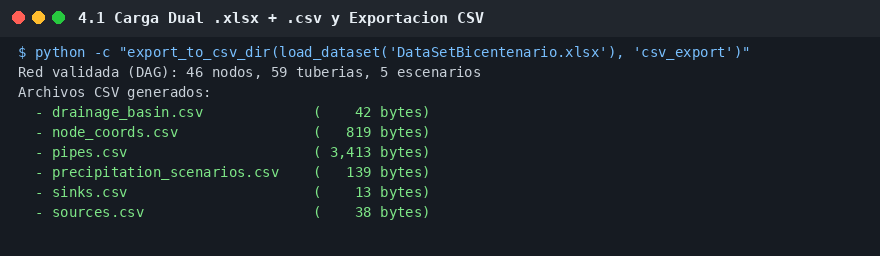 4.1 Carga Dual .xlsx + .csv y Exportacion CSV
$ python -c "export_to_csv_dir(load_dataset('DataSetBicentenario.xlsx'), 'csv_export')"
Red validada (DAG): 46 nodos, 59 tuberias, 5 escenarios
Archivos CSV generados:
  - drainage_basin.csv             (    42 bytes)
  - node_coords.csv                (   819 bytes)
  - pipes.csv                      ( 3,413 bytes)
  - precipitation_scenarios.csv    (   139 bytes)
  - sinks.csv                      (    13 bytes)
  - sources.csv                    (    38 bytes)